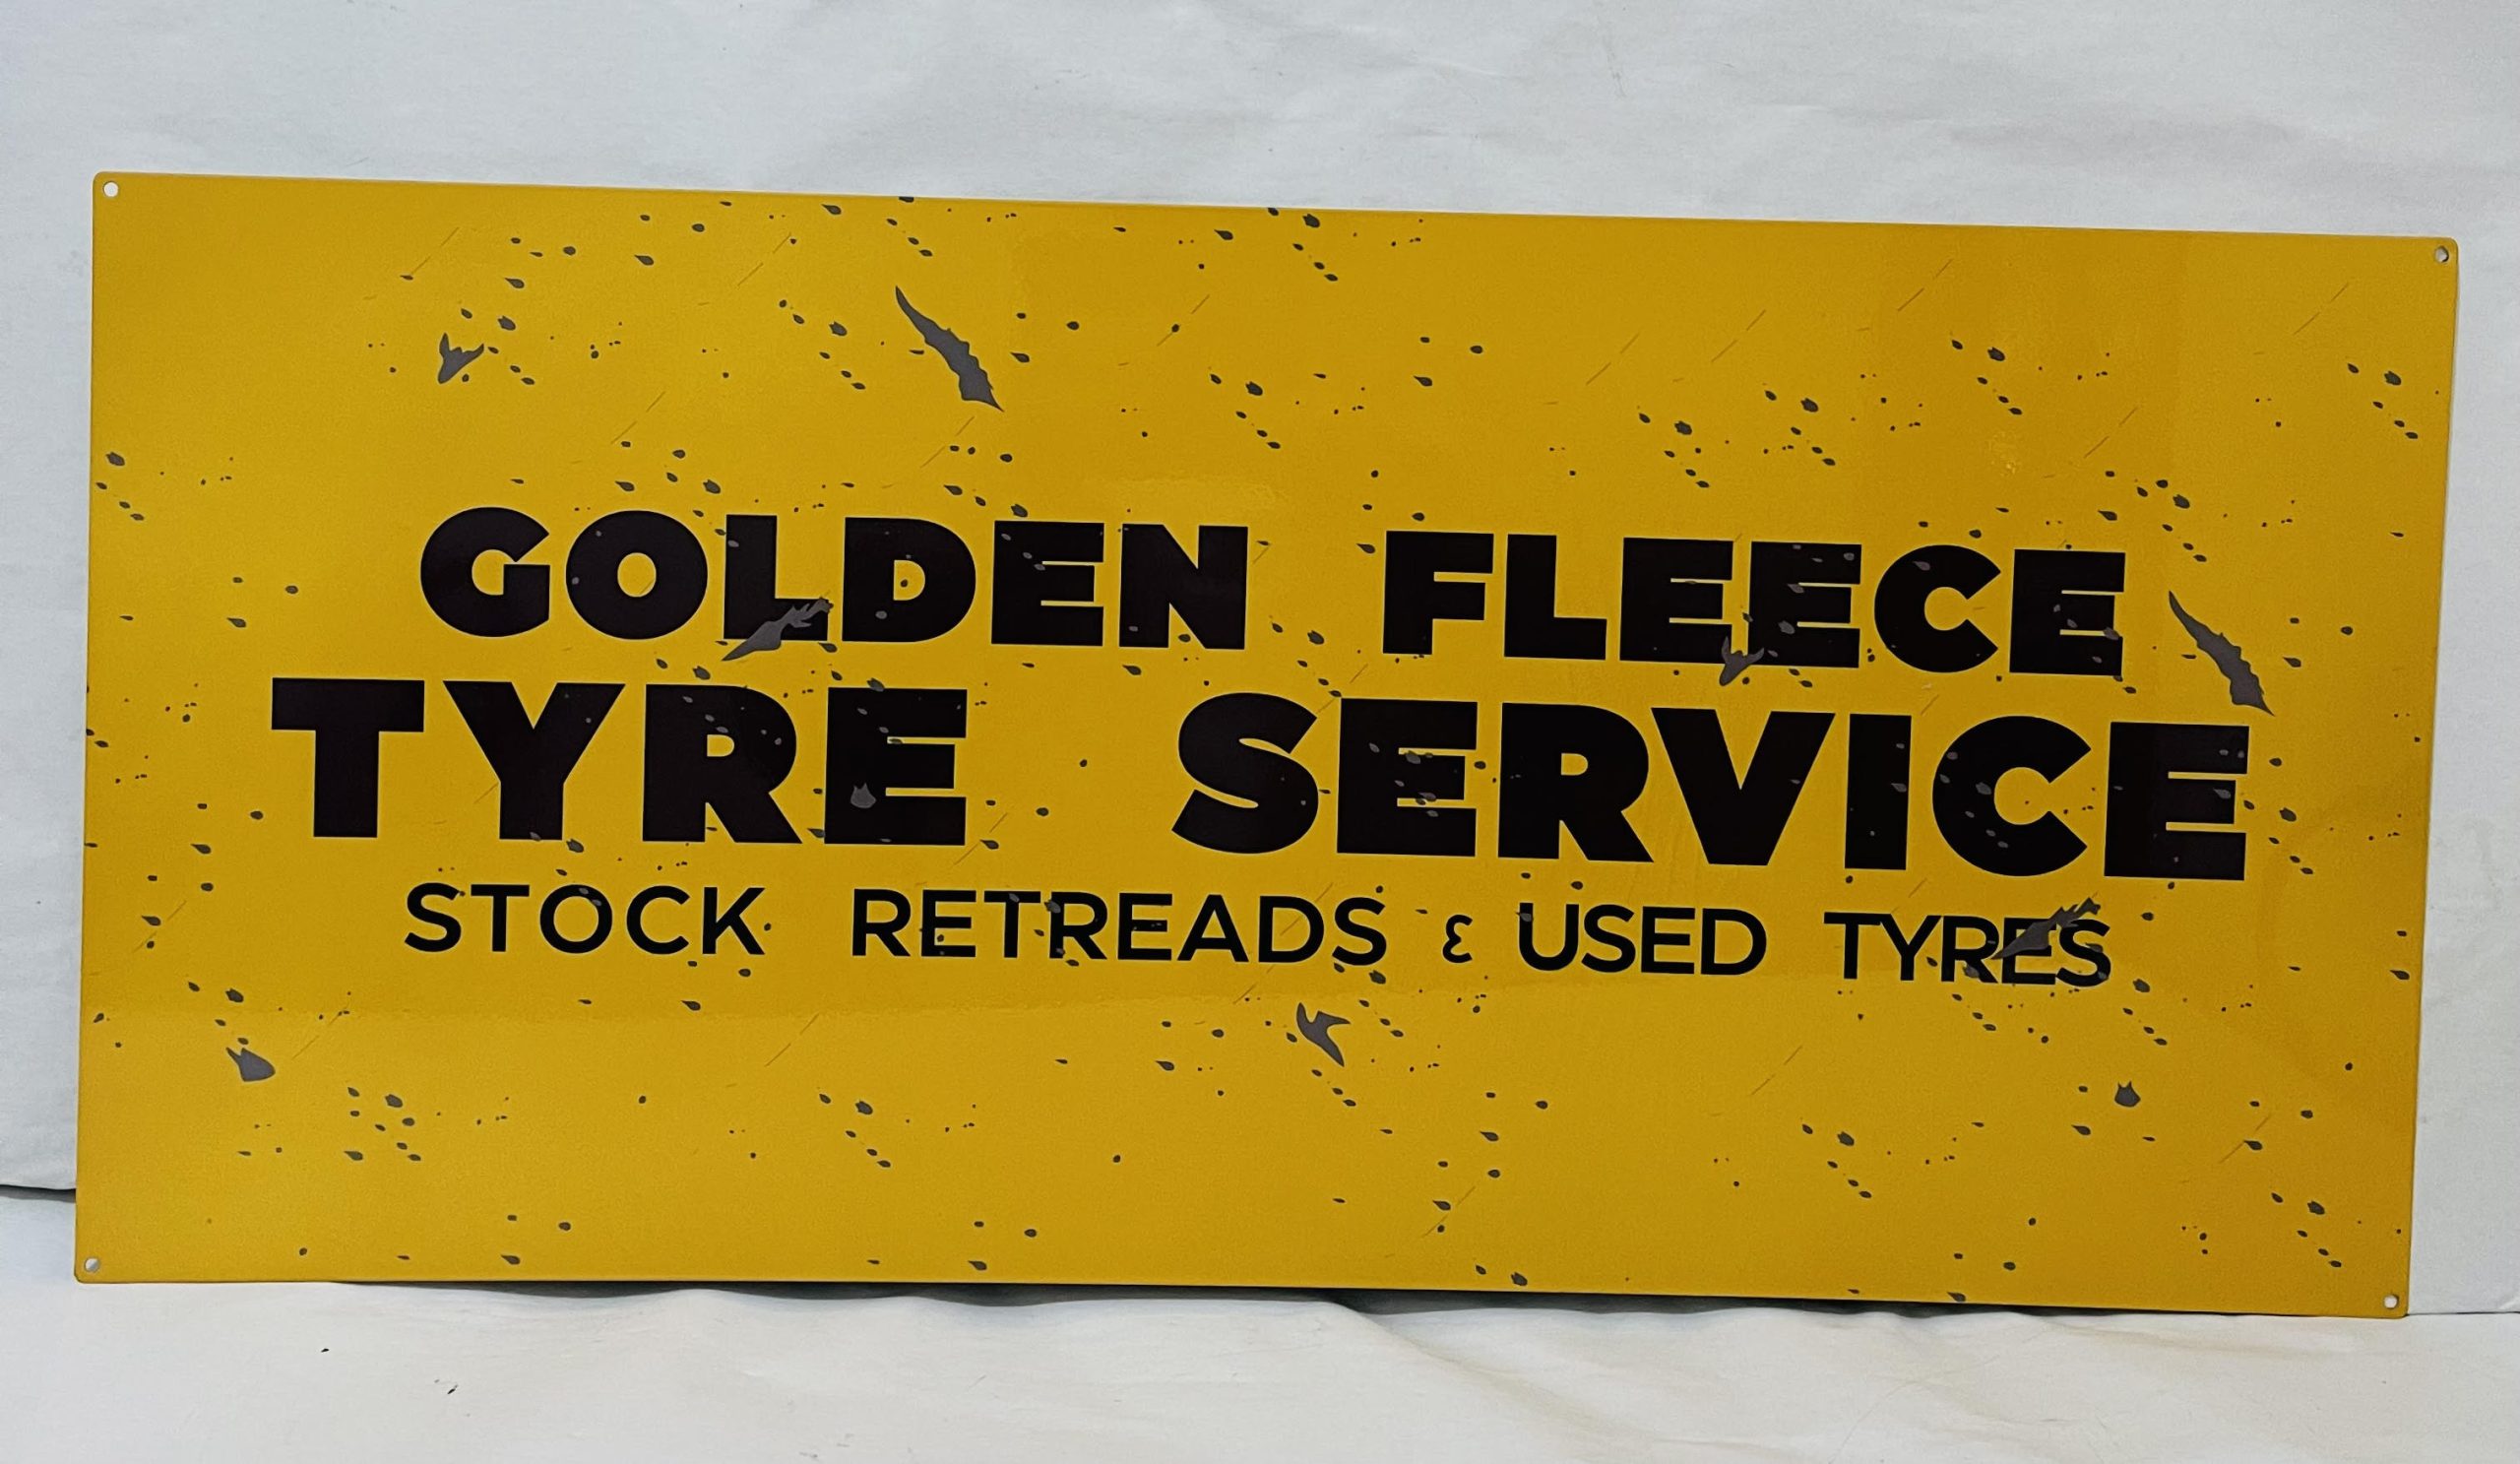 GOLDEN FLEECE
TYRE SERVICE
STOCK RETREADS & USED TYRES